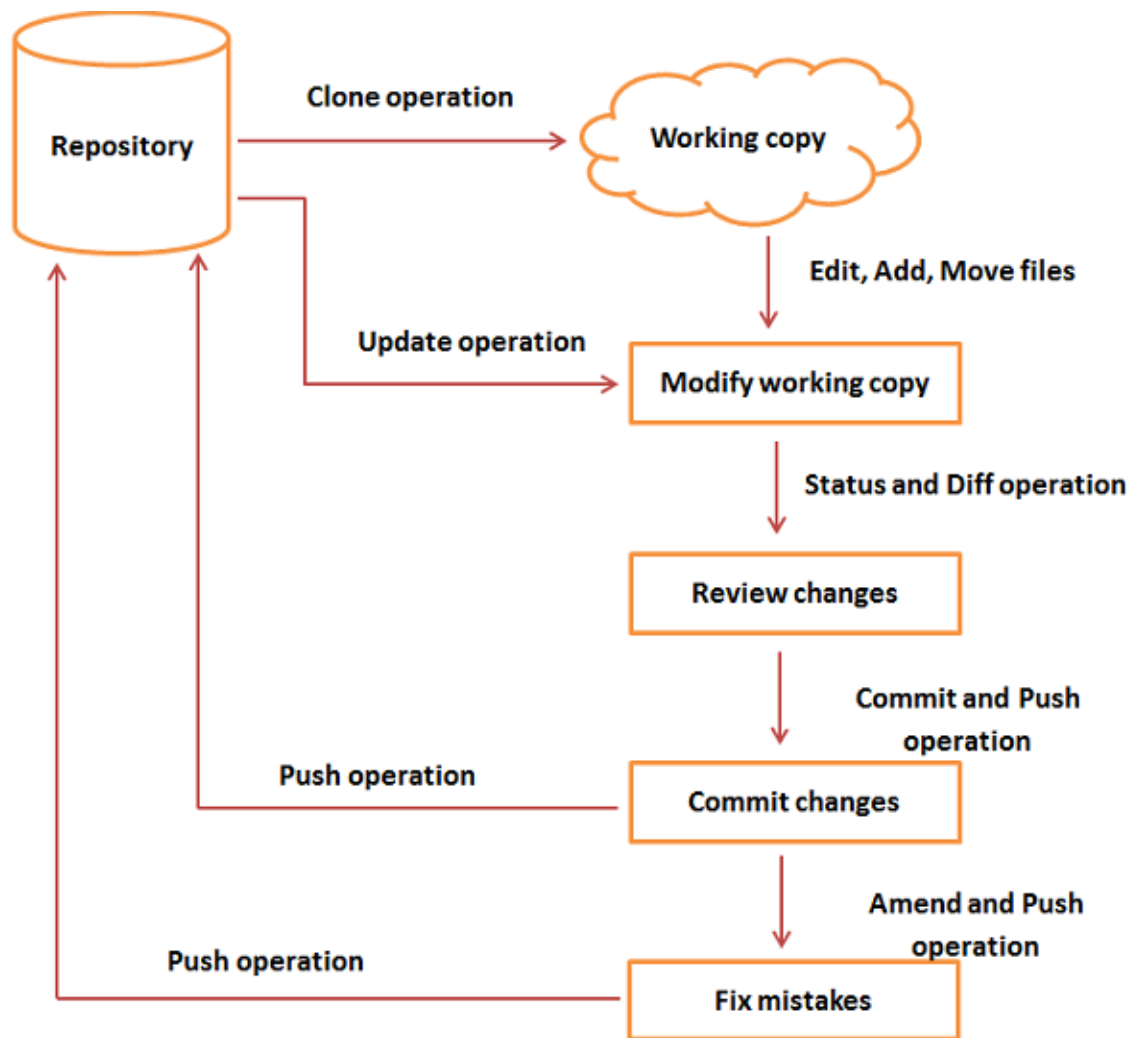 Clone operation
Repository
Working copy
Edit, Add, Move files
Update operation
Modify working copy
Status and Diff operation
Review changes
Commit and Push
operation
Push operation
Commit changes
Amend and Push
operation
Push operation
Fix mistakes